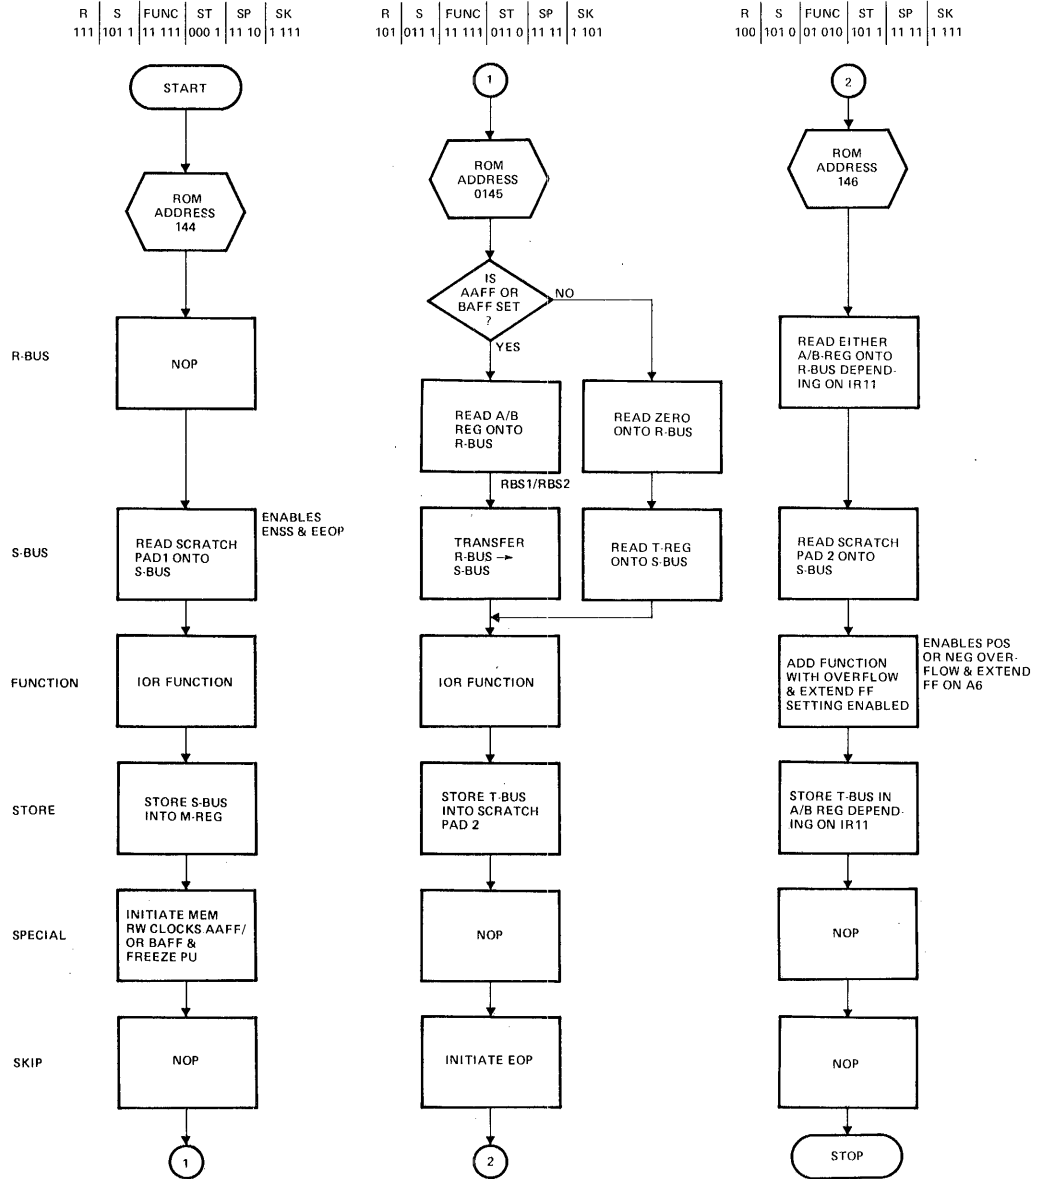 R S FUNC ST SP SK
111 101 1 11 111 000 1 11 10 1 111
START
ROM
ADDRESS
144
R-BUS
NOP
S-BUS
READ SCRATCH
PAD1 ONTO
S-BUS
ENABLES
ENSS & EEOP
FUNCTION
IOR FUNCTION
STORE
STORE S-BUS
INTO M-REG
SPECIAL
INITIATE MEM
RW CLOCKS AAFF/
OR BAFF &
FREEZE PU
SKIP
NOP
1
R S FUNC ST SP SK
101 011 1 11 111 011 0 11 11 1 101
1
ROM
ADDRESS
0145
IS
AAFF OR
BAFF SET
?
NO
YES
READ A/B
REG ONTO
R-BUS
READ ZERO
ONTO R-BUS
RBS1/RBS2
TRANSFER
R-BUS →
S-BUS
READ T-REG
ONTO S-BUS
IOR FUNCTION
STORE T-BUS
INTO SCRATCH
PAD 2
NOP
INITIATE EOP
2
R S FUNC ST SP SK
100 101 0 01 010 101 1 11 11 1 111
2
ROM
ADDRESS
146
READ EITHER
A/B-REG ONTO
R-BUS DEPEND-
ING ON IR11
READ SCRATCH
PAD 2 ONTO
S-BUS
ADD FUNCTION
WITH OVERFLOW
& EXTEND FF
SETTING ENABLED
ENABLES POS
OR NEG OVER-
FLOW & EXTEND
FF ON A6
STORE T-BUS IN
A/B REG DEPEND-
ING ON IR11
NOP
NOP
STOP